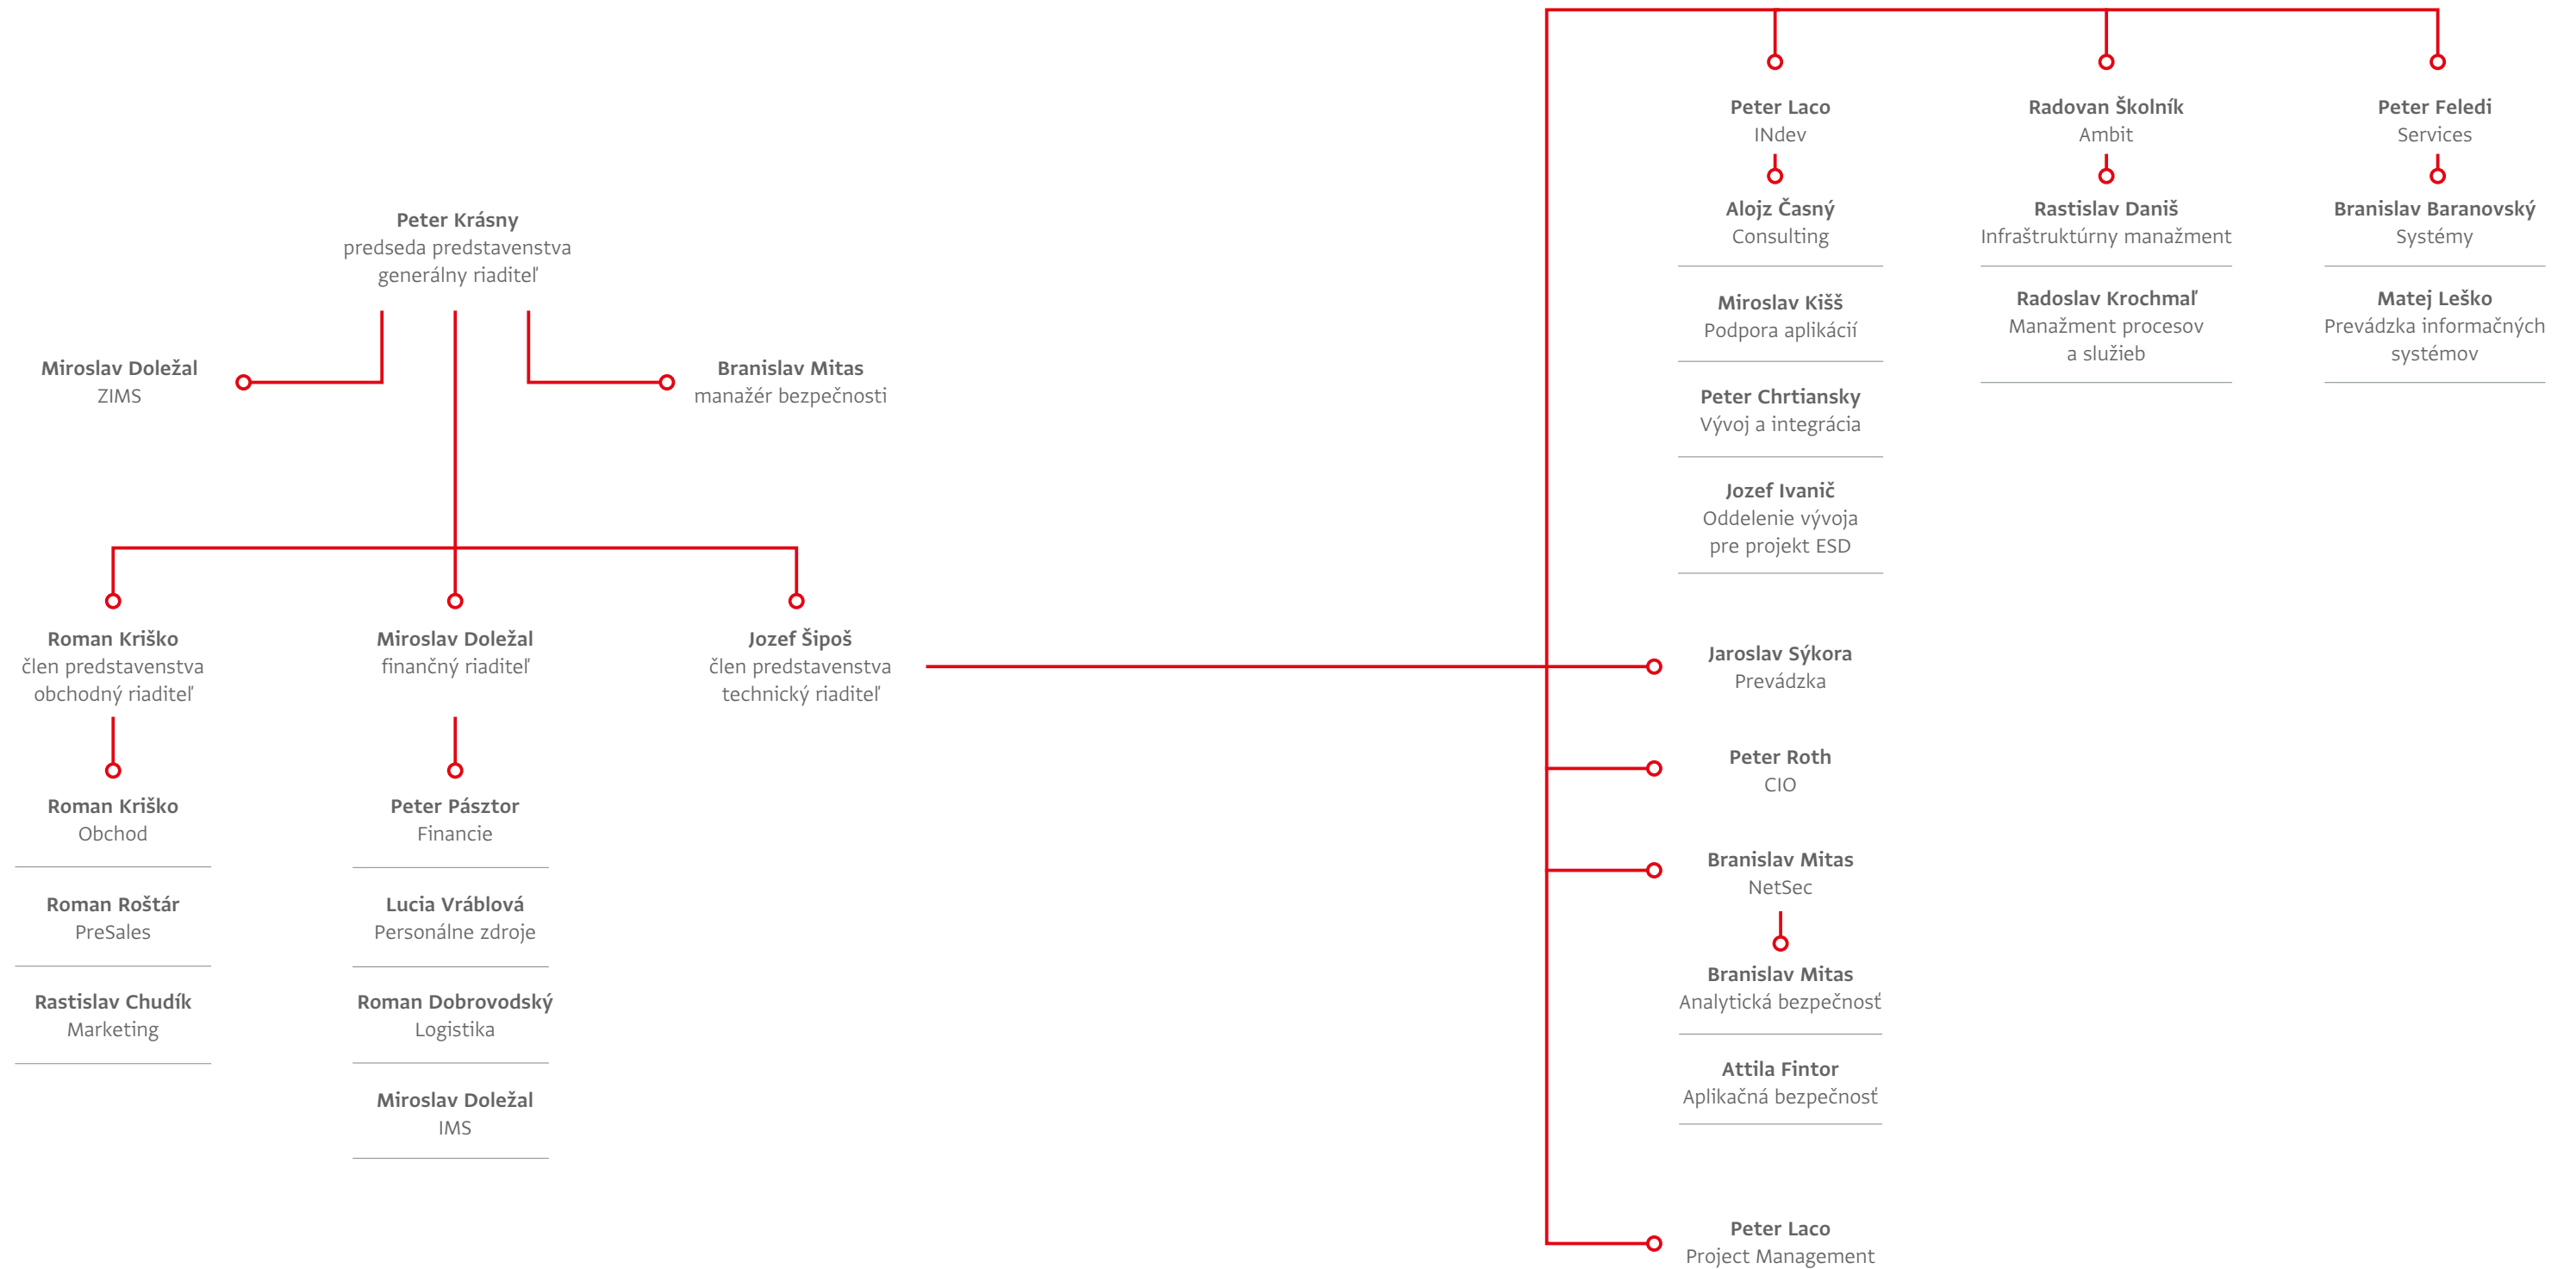 Peter Krásny
predseda predstavenstva
generálny riaditeľ
Miroslav Doležal
ZIMS
Branislav Mitas
manažér bezpečnosti
Roman Kriško
člen predstavenstva
obchodný riaditeľ
Miroslav Doležal
finančný riaditeľ
Jozef Šipoš
člen predstavenstva
technický riaditeľ
Roman Kriško
Obchod
Roman Roštár
PreSales
Rastislav Chudík
Marketing
Peter Pásztor
Financie
Lucia Vráblová
Personálne zdroje
Roman Dobrovodský
Logistika
Miroslav Doležal
IMS
Peter Laco
INdev
Alojz Časný
Consulting
Miroslav Kišš
Podpora aplikácií
Peter Chrtiansky
Vývoj a integrácia
Jozef Ivanič
Oddelenie vývoja
pre projekt ESD
Radovan Školník
Ambit
Rastislav Daniš
Infraštruktúrny manažment
Radoslav Krochmaľ
Manažment procesov
a služieb
Peter Feledi
Services
Branislav Baranovský
Systémy
Matej Leško
Prevádzka informačných
systémov
Jaroslav Sýkora
Prevádzka
Peter Roth
CIO
Branislav Mitas
NetSec
Branislav Mitas
Analytická bezpečnosť
Attila Fintor
Aplikačná bezpečnosť
Peter Laco
Project Management